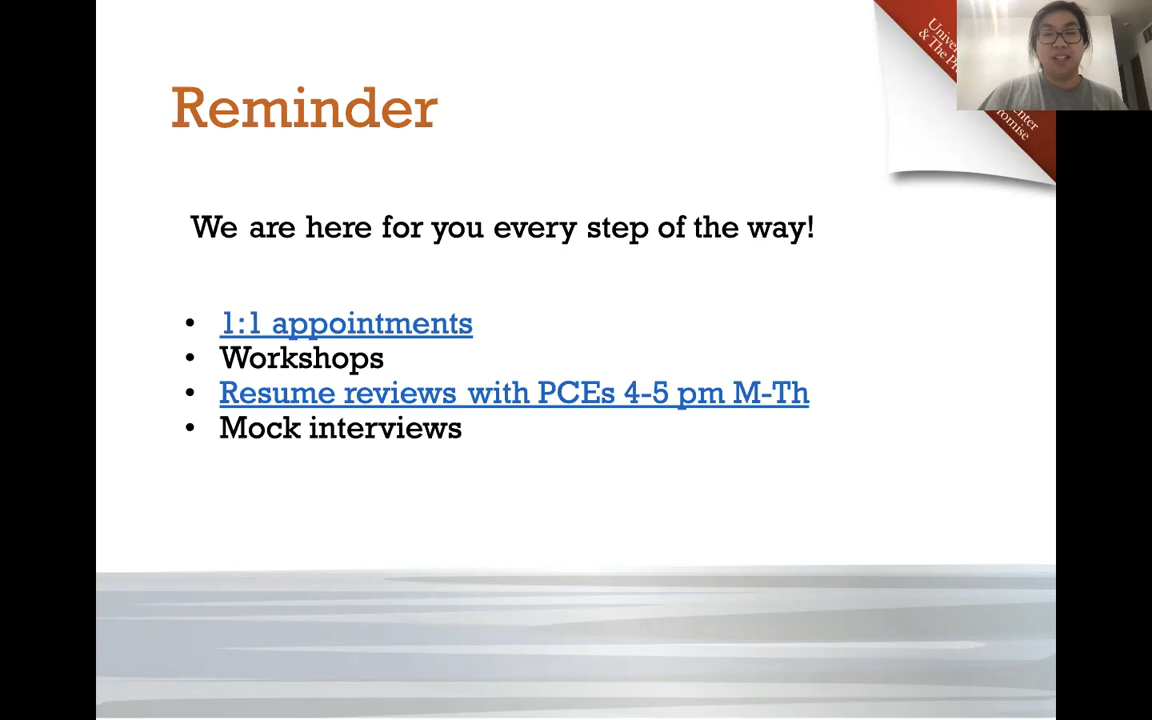 Reminder
We are here for you every step of the way!
• 1:1 appointments
• Workshops
• Resume reviews with PCEs 4-5 pm M-Th
• Mock interviews
& The